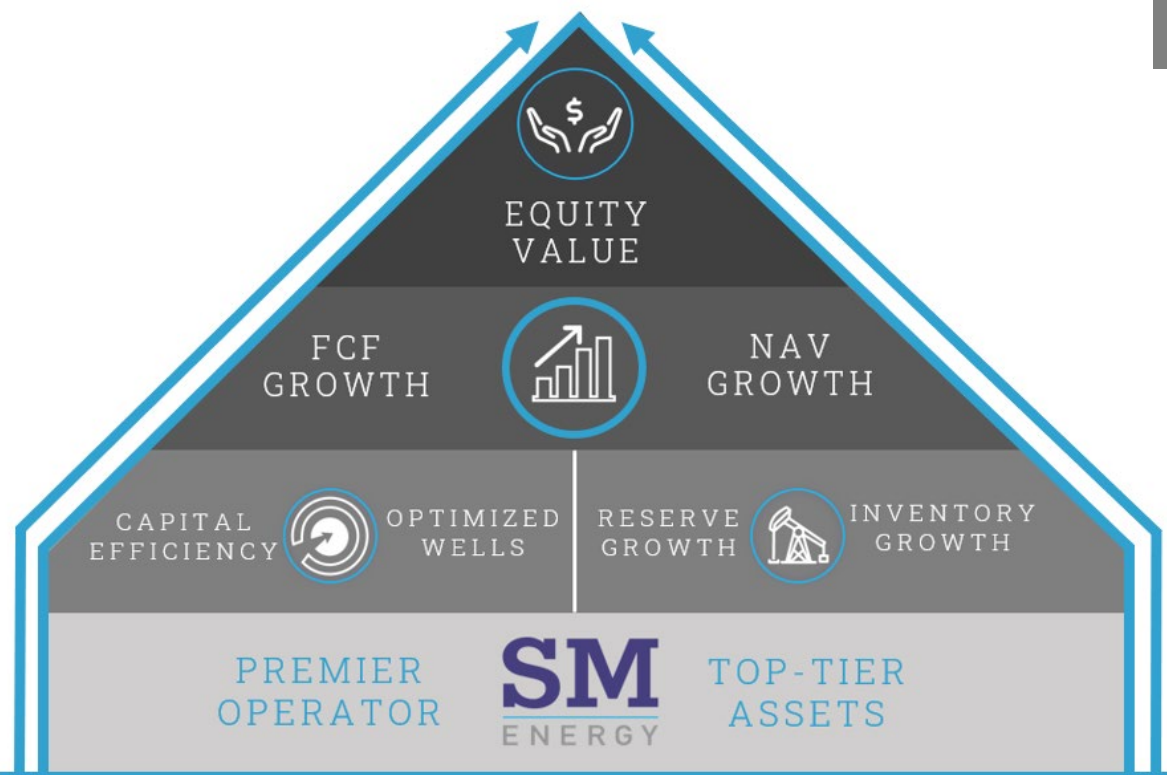 $
EQUITY
VALUE
FCF
GROWTH
NAV
GROWTH
CAPITAL
EFFICIENCY
OPTIMIZED
WELLS
RESERVE
GROWTH
INVENTORY
GROWTH
PREMIER
OPERATOR
SM
ENERGY
TOP-TIER
ASSETS